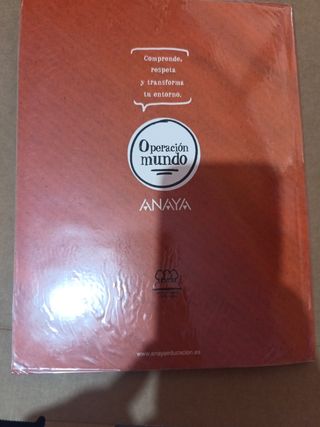 Comprende,
respeta
y transforma
tu entorno.
Operación
mundo
ANAYA
www.anayaeducacion.es